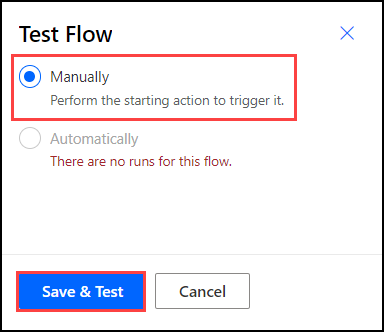 Test Flow
Manually
Perform the starting action to trigger it.
Automatically
There are no runs for this flow.
Save & Test
Cancel